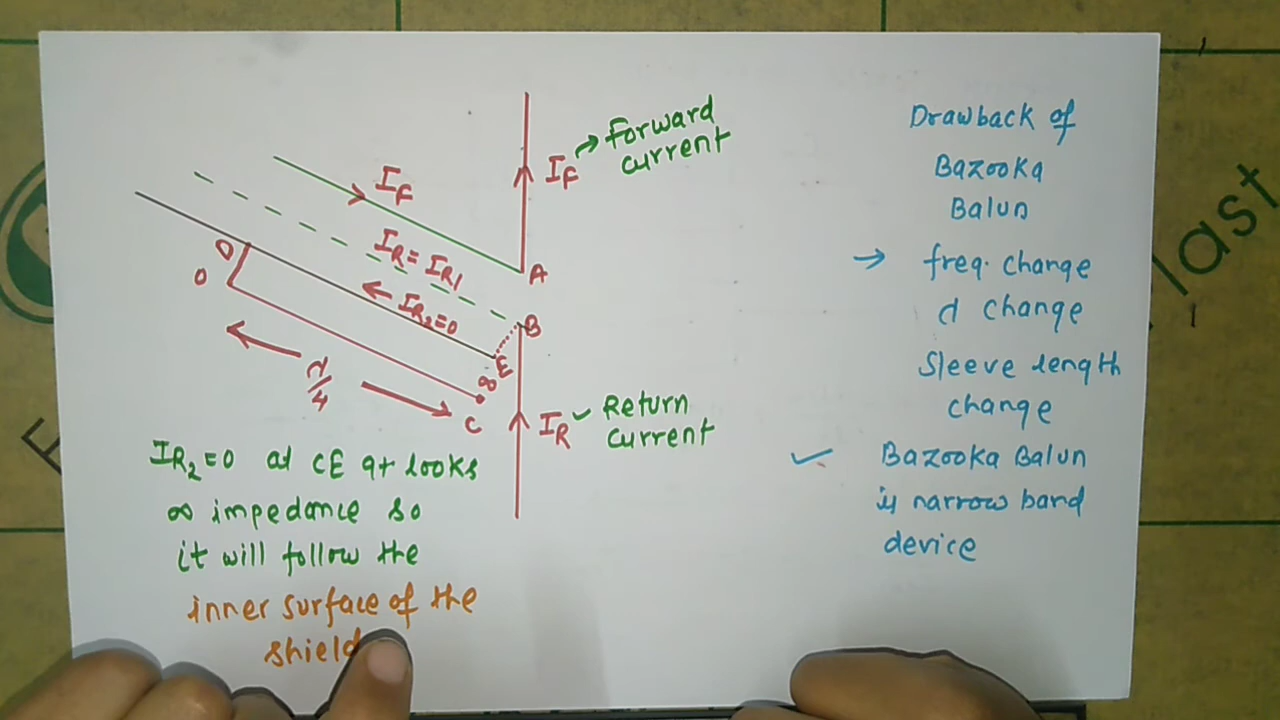 IF
→ Forward
current
IF
IR = IR1
← IR2=0
A
B
D
O
E
∞
C
λ/4
IR
Return
current
IR2=0 at CE 9t looks
∞ impedance so
it will follow the
inner surface of the
shield
Drawback of
Bazooka
Balun
→ freq. change
d change
Sleeve length
change
✓ Bazooka Balun
is narrow band
device
last